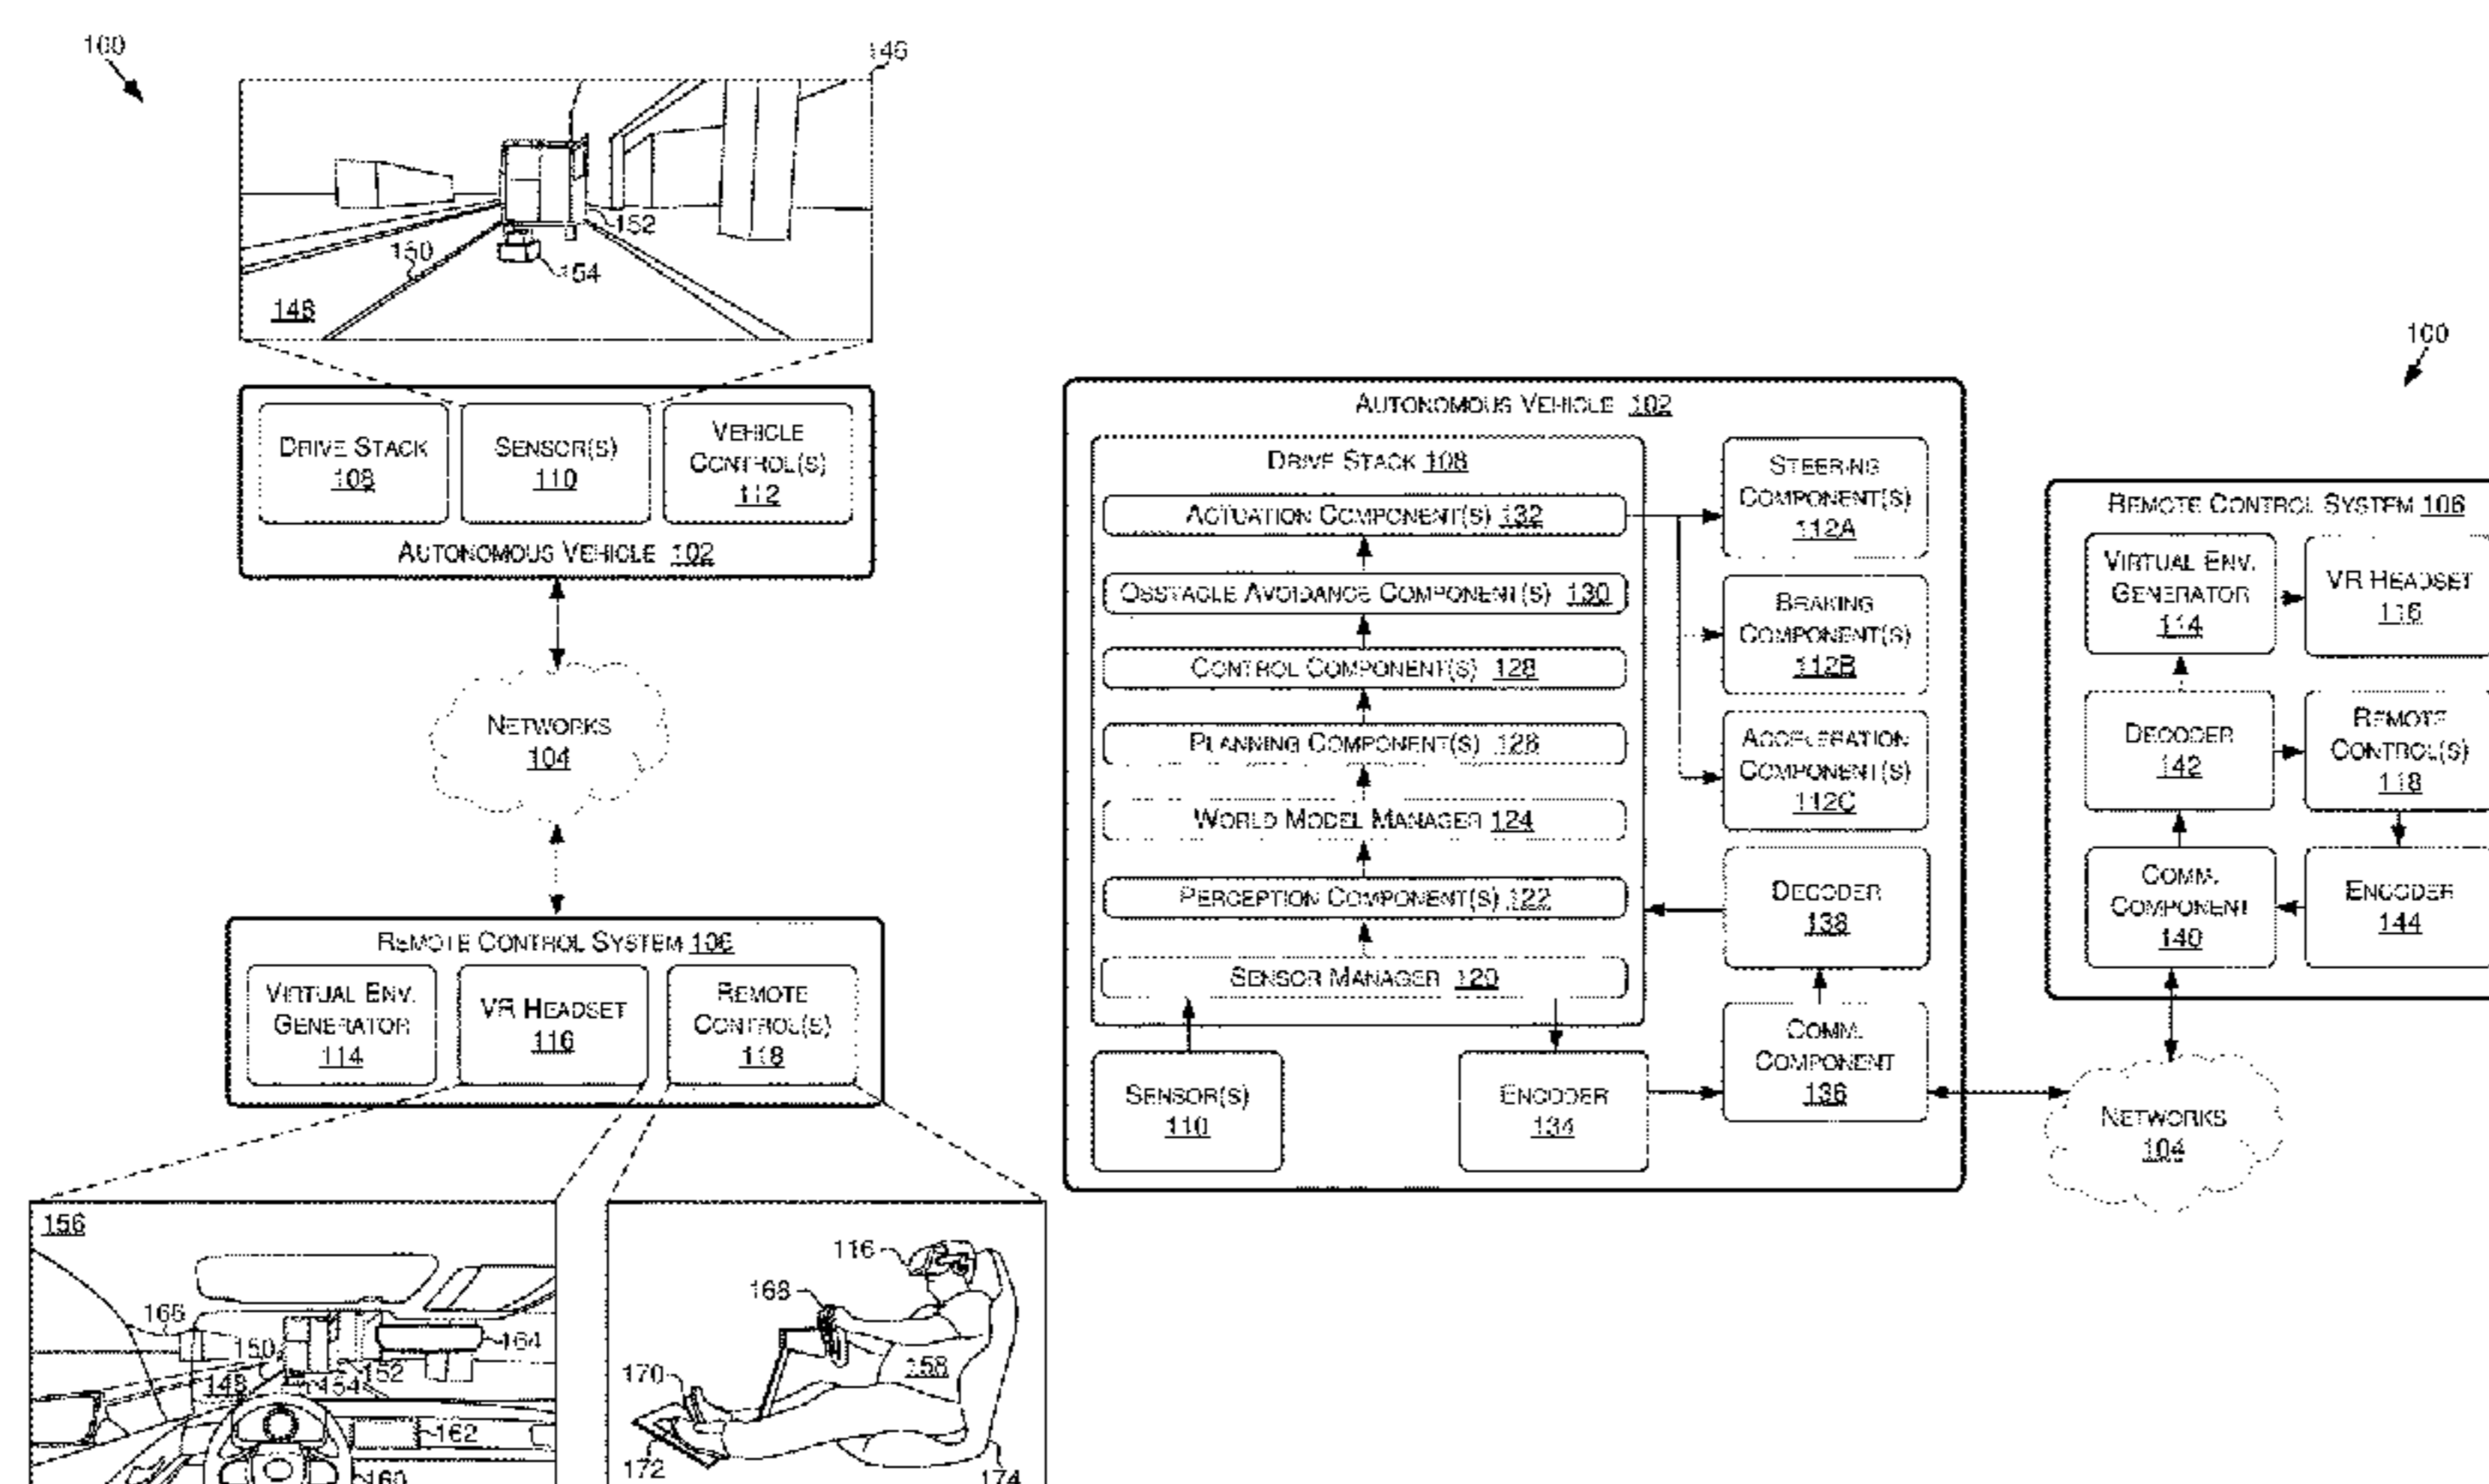 100
146
152
150
154
148
DRIVE STACK
108
SENSOR(S)
110
VEHICLE
CONTROL(S)
112
AUTONOMOUS VEHICLE 102
NETWORKS
104
REMOTE CONTROL SYSTEM 106
VIRTUAL ENV.
GENERATOR
114
VR HEADSET
116
REMOTE
CONTROL(S)
118
156
166
150
164
152
148
154
162
160
116
168
158
170
172
174
100
AUTONOMOUS VEHICLE 102
DRIVE STACK 108
ACTUATION COMPONENT(S) 132
OBSTACLE AVOIDANCE COMPONENT(S) 130
CONTROL COMPONENT(S) 128
PLANNING COMPONENT(S)
WORLD MODEL MANAGER 124
PERCEPTION COMPONENT(S) 122
SENSOR MANAGER 120
STEERING
COMPONENT(S)
112A
BRAKING
COMPONENT(S)
112B
ACCELERATION
COMPONENT(S)
112C
DECODER
138
COMM.
COMPONENT
136
SENSOR(S)
110
ENCODER
134
REMOTE CONTROL SYSTEM 106
VIRTUAL ENV.
GENERATOR
114
VR HEADSET
116
DECODER
142
REMOTE
CONTROL(S)
118
COMM.
COMPONENT
140
ENCODER
144
NETWORKS
104